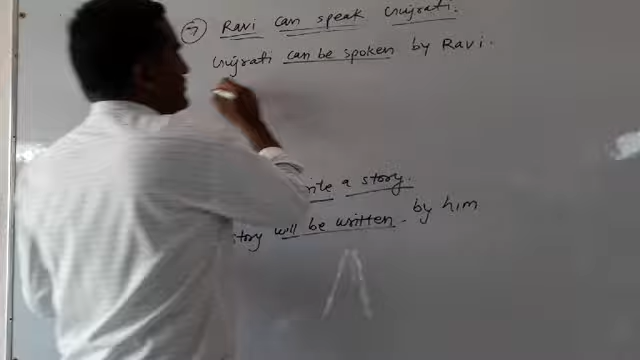 7) Ravi can speak Gujrati.
Gujrati can be spoken by Ravi.
a story.
will be written by him